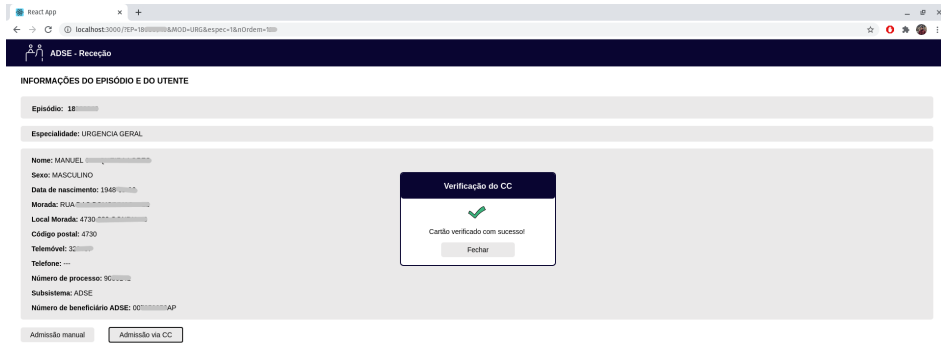 React App
localhost:3000/?EP=18 &MOD=URG&espec=1&nOrdem=1
ADSE - Receção
INFORMAÇÕES DO EPISÓDIO E DO UTENTE
Episódio: 18
Especialidade: URGENCIA GERAL
Nome: MANUEL
Sexo: MASCULINO
Data de nascimento: 1948
Morada: RUA
Local Morada: 4730
Código postal: 4730
Telemóvel: 32
Telefone: ---
Número de processo: 90
Subsistema: ADSE
Número de beneficiário ADSE: 00 AP
Verificação do CC
Cartão verificado com sucesso!
Fechar
Admissão manual
Admissão via CC